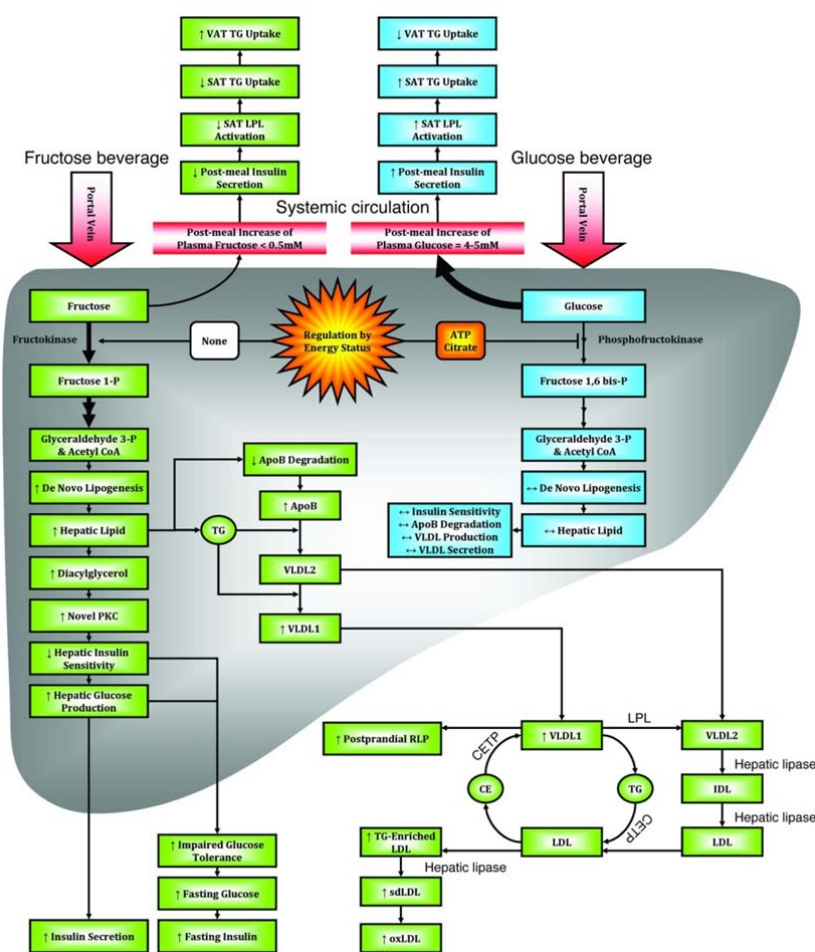 ↑ VAT TG Uptake
↓ VAT TG Uptake
↓ SAT TG Uptake
↑ SAT TG Uptake
↓ SAT LPL
Activation
↑ SAT LPL
Activation
Fructose beverage
Glucose beverage
↓ Post-meal Insulin
Secretion
↑ Post-meal Insulin
Secretion
Portal Vein
Portal Vein
Systemic circulation
Post-meal Increase of
Plasma Fructose < 0.5mM
Post-meal Increase of
Plasma Glucose = 4-5mM
Fructose
Glucose
Fructokinase
None
Regulation by
Energy Status
ATP
Citrate
Phosphofructokinase
Fructose 1-P
Fructose 1,6 bis-P
Glyceraldehyde 3-P
& Acetyl CoA
Glyceraldehyde 3-P
& Acetyl CoA
↓ ApoB Degradation
↑ De Novo Lipogenesis
↔ De Novo Lipogenesis
↑ ApoB
↔ Insulin Sensitivity
↔ ApoB Degradation
↔ VLDL Production
↔ VLDL Secretion
↑ Hepatic Lipid
TG
↔ Hepatic Lipid
↑ Diacylglycerol
VLDL2
↑ Novel PKC
↑ VLDL1
↓ Hepatic Insulin
Sensitivity
↑ Hepatic Glucose
Production
↑ Postprandial RLP
CETP
↑ VLDL1
LPL
VLDL2
Hepatic lipase
CE
TG
IDL
CETP
Hepatic lipase
↑ Impaired Glucose
Tolerance
↑ TG-Enriched
LDL
LDL
LDL
Hepatic lipase
↑ Fasting Glucose
↑ sdLDL
↑ Insulin Secretion
↑ Fasting Insulin
↑ oxLDL